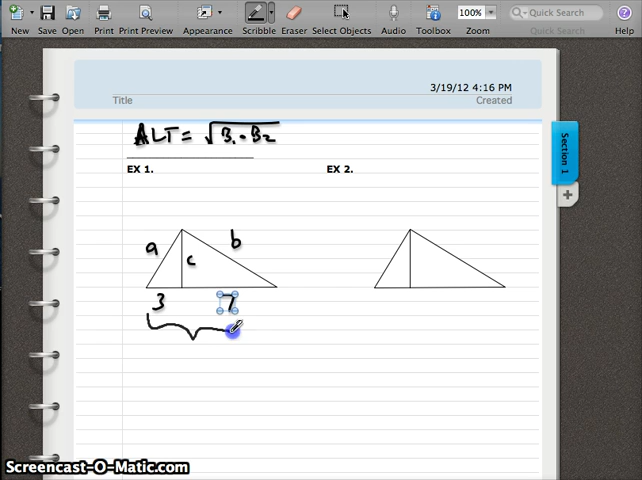 New Save Open Print Print Preview Appearance Scribble Eraser Select Objects Audio Toolbox 100% Zoom Quick Search Quick Search ? Help
3/19/12 4:16 PM
Title Created
Section 1
+
ALT = √B₁·B₂
EX 1. EX 2.
a b
c
3 7
Screencast-O-Matic.com